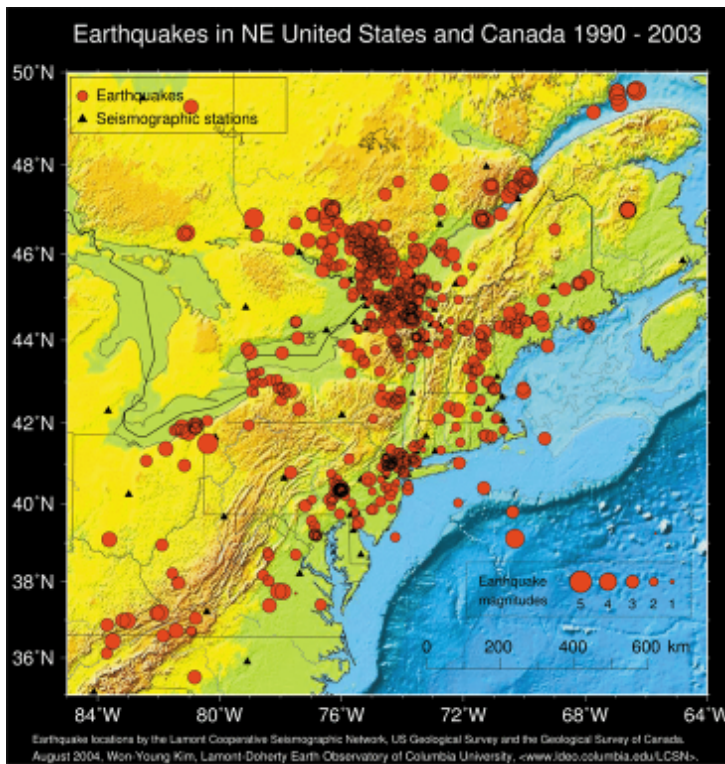 Earthquakes in NE United States and Canada 1990 - 2003
50˚N
Earthquakes
Seismographic stations
48˚N
46˚N
44˚N
42˚N
40˚N
38˚N
36˚N
Earthquake
magnitudes
5 4 3 2 1
0 200 400 600 km
84˚W 80˚W 76˚W 72˚W 68˚W 64˚W
Earthquake locations by the Lamont Cooperative Seismographic Network, US Geological Survey and the Geological Survey of Canada.
August 2004, Won-Young Kim, Lamont-Doherty Earth Observatory of Columbia University, <www.ldeo.columbia.edu/LCSN>.